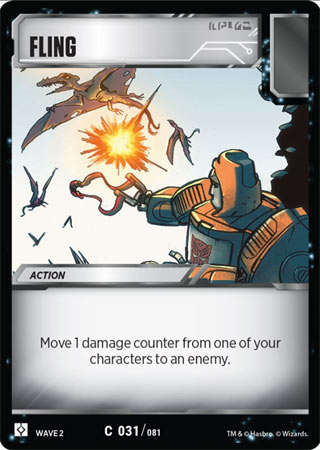 FLING
ACTION
Move 1 damage counter from one of your
characters to an enemy.
WAVE 2
C 031/081
TM & © Hasbro. © Wizards.